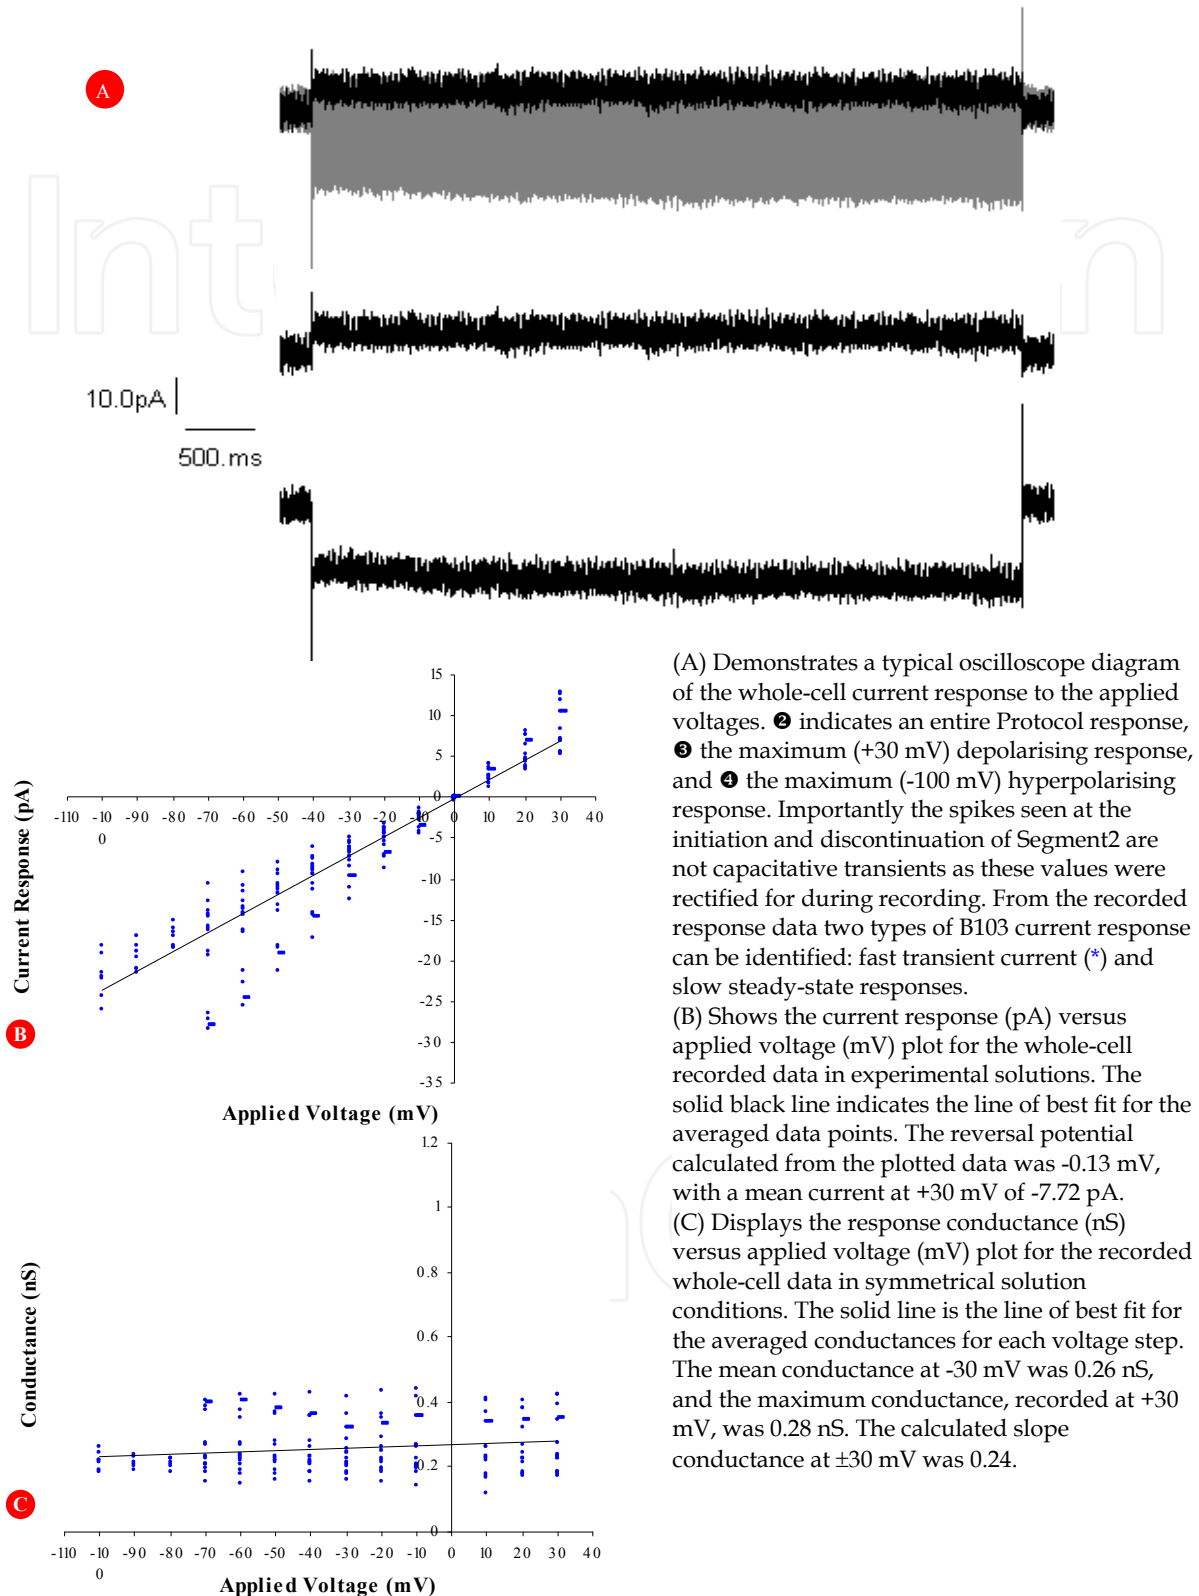 A
10.0pA
500.ms
(A) Demonstrates a typical oscilloscope diagram
of the whole-cell current response to the applied
voltages. ❷ indicates an entire Protocol response,
❸ the maximum (+30 mV) depolarising response,
and ❹ the maximum (-100 mV) hyperpolarising
response. Importantly the spikes seen at the
initiation and discontinuation of Segment2 are
not capacitative transients as these values were
rectified for during recording. From the recorded
response data two types of B103 current response
can be identified: fast transient current (*) and
slow steady-state responses.
(B) Shows the current response (pA) versus
applied voltage (mV) plot for the whole-cell
recorded data in experimental solutions. The
solid black line indicates the line of best fit for the
averaged data points. The reversal potential
calculated from the plotted data was -0.13 mV,
with a mean current at +30 mV of -7.72 pA.
(C) Displays the response conductance (nS)
versus applied voltage (mV) plot for the recorded
whole-cell data in symmetrical solution
conditions. The solid line is the line of best fit for
the averaged conductances for each voltage step.
The mean conductance at -30 mV was 0.26 nS,
and the maximum conductance, recorded at +30
mV, was 0.28 nS. The calculated slope
conductance at ±30 mV was 0.24.
B
Current Response (pA)
15
10
5
0
-5
-10
-15
-20
-25
-30
-35
-110 -100 -90 -80 -70 -60 -50 -40 -30 -20 -10 0 10 20 30 40
Applied Voltage (mV)
C
Conductance (nS)
1.2
1
0.8
0.6
0.4
0.2
0
-110 -100 -90 -80 -70 -60 -50 -40 -30 -20 -10 0 10 20 30 40
Applied Voltage (mV)